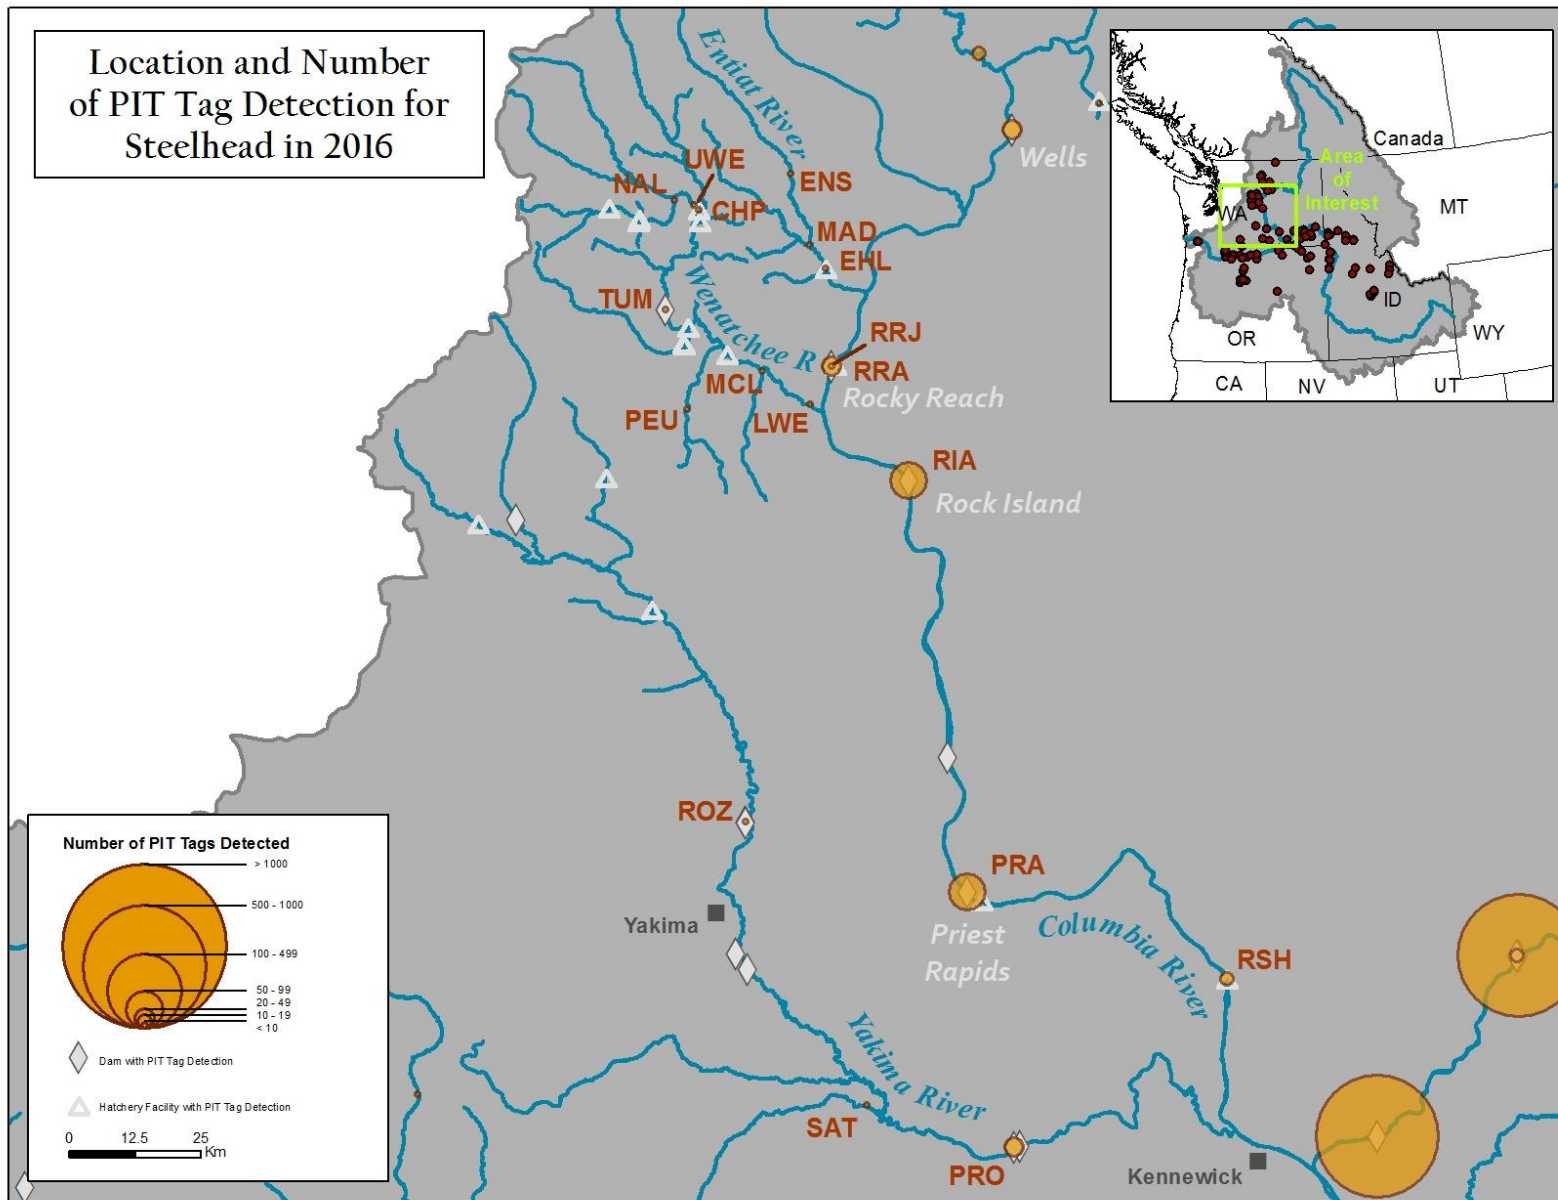 Location and Number
of PIT Tag Detection for
Steelhead in 2016
Entiat River
Wells
UWE
NAL
ENS
CHP
MAD
EHL
TUM
Wenatchee R
RRJ
RRA
Rocky Reach
MCL
PEU
LWE
RIA
Rock Island
ROZ
PRA
Yakima
Priest
Rapids
Columbia River
RSH
Yakima River
SAT
PRO
Kennewick
Canada
Area
of
Interest
WA
MT
ID
OR
WY
CA
NV
UT
Number of PIT Tags Detected
> 1000
500 - 1000
100 - 499
50 - 99
20 - 49
10 - 19
< 10
Dam with PIT Tag Detection
Hatchery Facility with PIT Tag Detection
0 12.5 25
Km